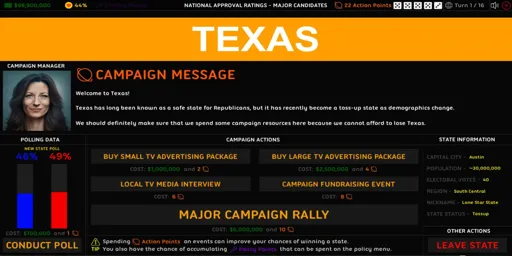 44%
NATIONAL APPROVAL RATINGS - MAJOR CANDIDATES
22 Action Points
Turn 1 / 16
TEXAS
CAMPAIGN MANAGER
CAMPAIGN MESSAGE
Welcome to Texas!
Texas has long been known as a safe state for Republicans, but it has recently become a toss-up state as demographics change.
We should definitely make sure that we spend some campaign resources here because we cannot afford to lose Texas.
POLLING DATA
NEW STATE POLL
46% 49%
COST: $100,000 and 1
CONDUCT POLL
CAMPAIGN ACTIONS
BUY SMALL TV ADVERTISING PACKAGE
COST: $1,000,000 and 2
BUY LARGE TV ADVERTISING PACKAGE
COST: $2,500,000 and 4
LOCAL TV MEDIA INTERVIEW
COST: 6
CAMPAIGN FUNDRAISING EVENT
COST: 8
MAJOR CAMPAIGN RALLY
COST: $6,000,000 and 10
Spending Action Points on events can improve your chances of winning a state.
TIP You also have the chance of accumulating Policy Points that can be spent on the policy menu.
STATE INFORMATION
CAPITAL CITY - Austin
POPULATION - ~30,000,000
ELECTORAL VOTES - 40
REGION - South Central
NICKNAME - Lone Star State
STATE STATUS - Tossup
OTHER ACTIONS
LEAVE STATE